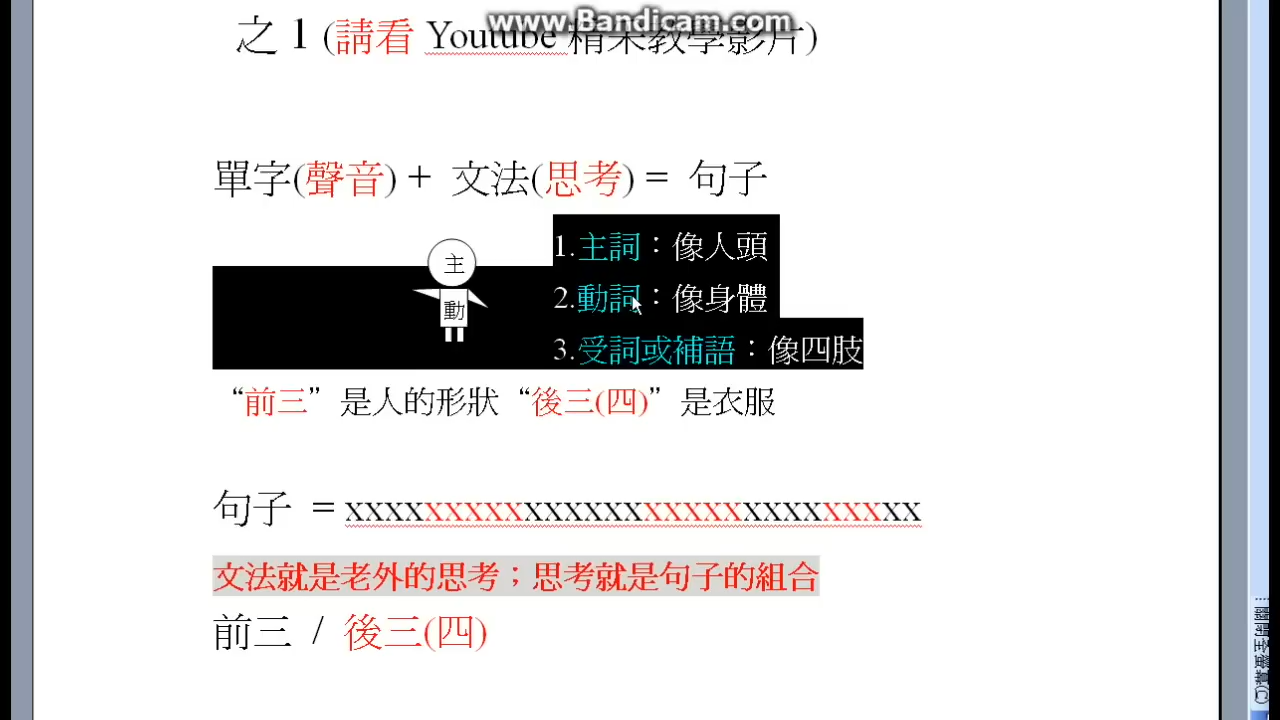 www.Bandicam.com
之 1 (請看 Youtube 精采教學影片)
單字(聲音) + 文法(思考) = 句子
主
動
1.主詞：像人頭
2.動詞：像身體
3.受詞或補語：像四肢
“前三”是人的形狀“後三(四)”是衣服
句子 = xxxxxxxxxxxxxxxxxxxxxxxxxxxxx
文法就是老外的思考；思考就是句子的組合
前三 / 後三(四)